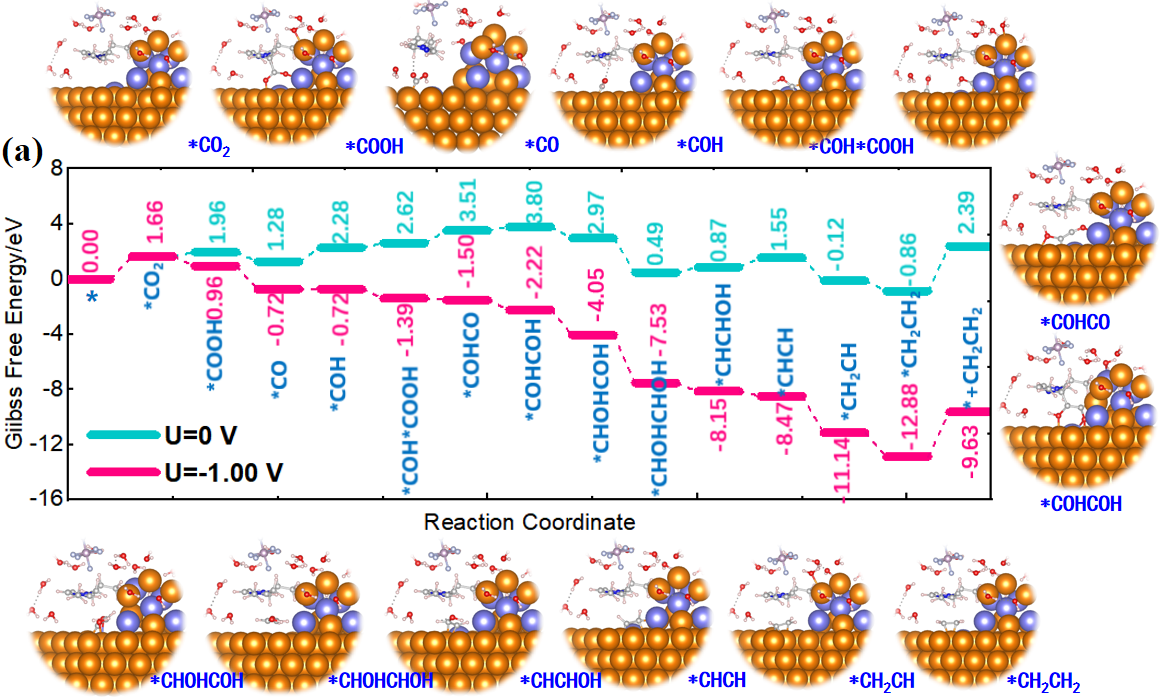 *CO₂
*COOH
*CO
*COH
*COH*COOH
(a)
Giibss Free Energy/eV
8
4
0
-4
-8
-12
-16
0.00
1.66
1.96
1.28
2.28
2.62
3.51
3.80
2.97
0.49
0.87
1.55
-0.12
-0.86
2.39
0.96
-0.72
-0.72
-1.39
-1.50
-2.22
-4.05
-7.53
-8.15
-8.47
-11.14
-12.88
-9.63
*
*CO₂
*COOH
*CO
*COH
*COH*COOH
*COHCO
*COHCOH
*CHOHCOH
*CHOHCHOH
*CHCHOH
*CHCH
*CH₂CH
*CH₂CH₂
*+CH₂CH₂
U=0 V
U=-1.00 V
Reaction Coordinate
*COHCO
*COHCOH
*CHOHCOH
*CHOHCHOH
*CHCHOH
*CHCH
*CH₂CH
*CH₂CH₂